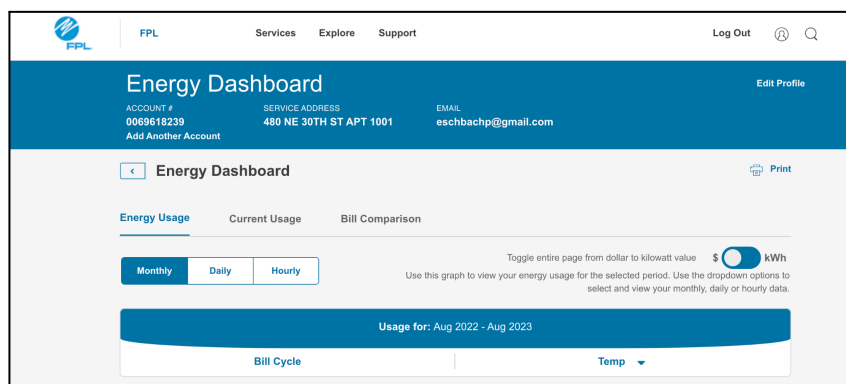 FPL
FPL Services Explore Support Log Out
Energy Dashboard
Edit Profile
ACCOUNT # SERVICE ADDRESS EMAIL
0069618239 480 NE 30TH ST APT 1001 eschbachp@gmail.com
Add Another Account
‹ Energy Dashboard Print
Energy Usage Current Usage Bill Comparison
Toggle entire page from dollar to kilowatt value $ kWh
Monthly Daily Hourly
Use this graph to view your energy usage for the selected period. Use the dropdown options to
select and view your monthly, daily or hourly data.
Usage for: Aug 2022 - Aug 2023
Bill Cycle Temp